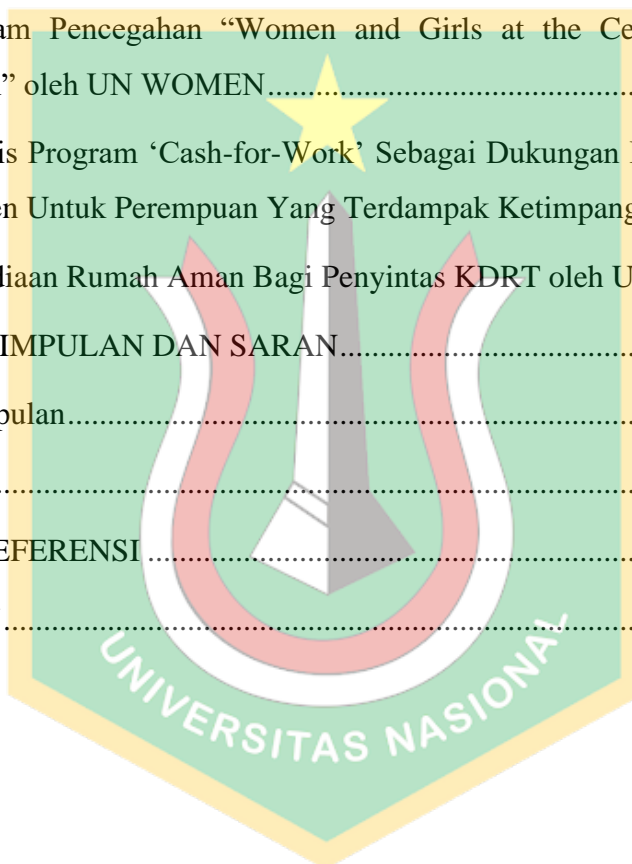 am Pencegahan “Women and Girls at the Ce
” oleh UN WOMEN........................................
is Program ‘Cash-for-Work’ Sebagai Dukungan
en Untuk Perempuan Yang Terdampak Ketimpang
diaan Rumah Aman Bagi Penyintas KDRT oleh U
IMPULAN DAN SARAN........................................
pulan........................................
........................................
EFERENSI........................................
........................................
UNIVERSITAS NASIONAL